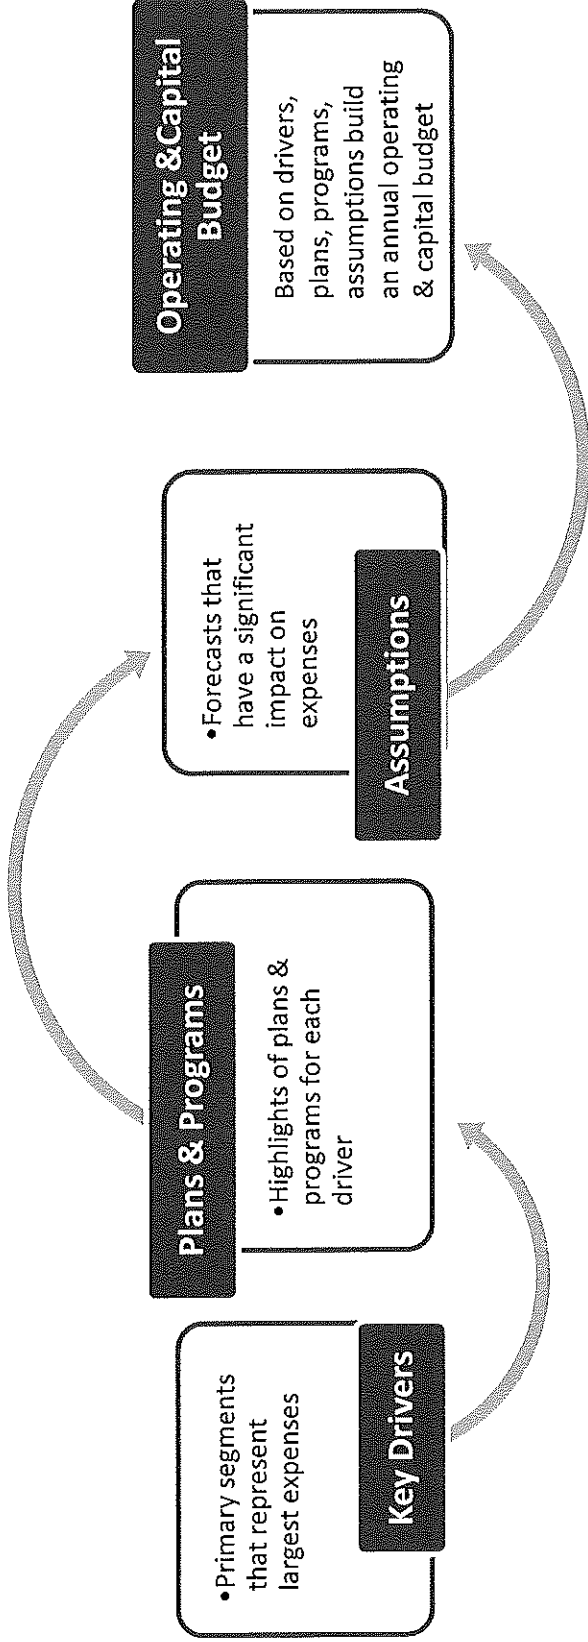 •Primary segments
that represent
largest expenses
Key Drivers
Plans & Programs
•Highlights of plans &
programs for each
driver
•Forecasts that
have a significant
impact on
expenses
Assumptions
Operating &Capital
Budget
Based on drivers,
plans, programs,
assumptions build
an annual operating
& capital budget